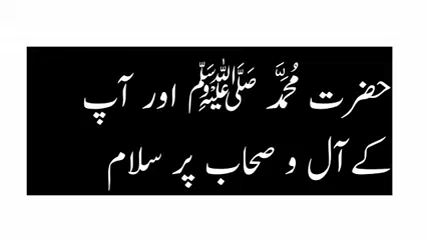 حضرت محمدؐ ﷺ اور آپ
کے آل و صحاب پر سلام